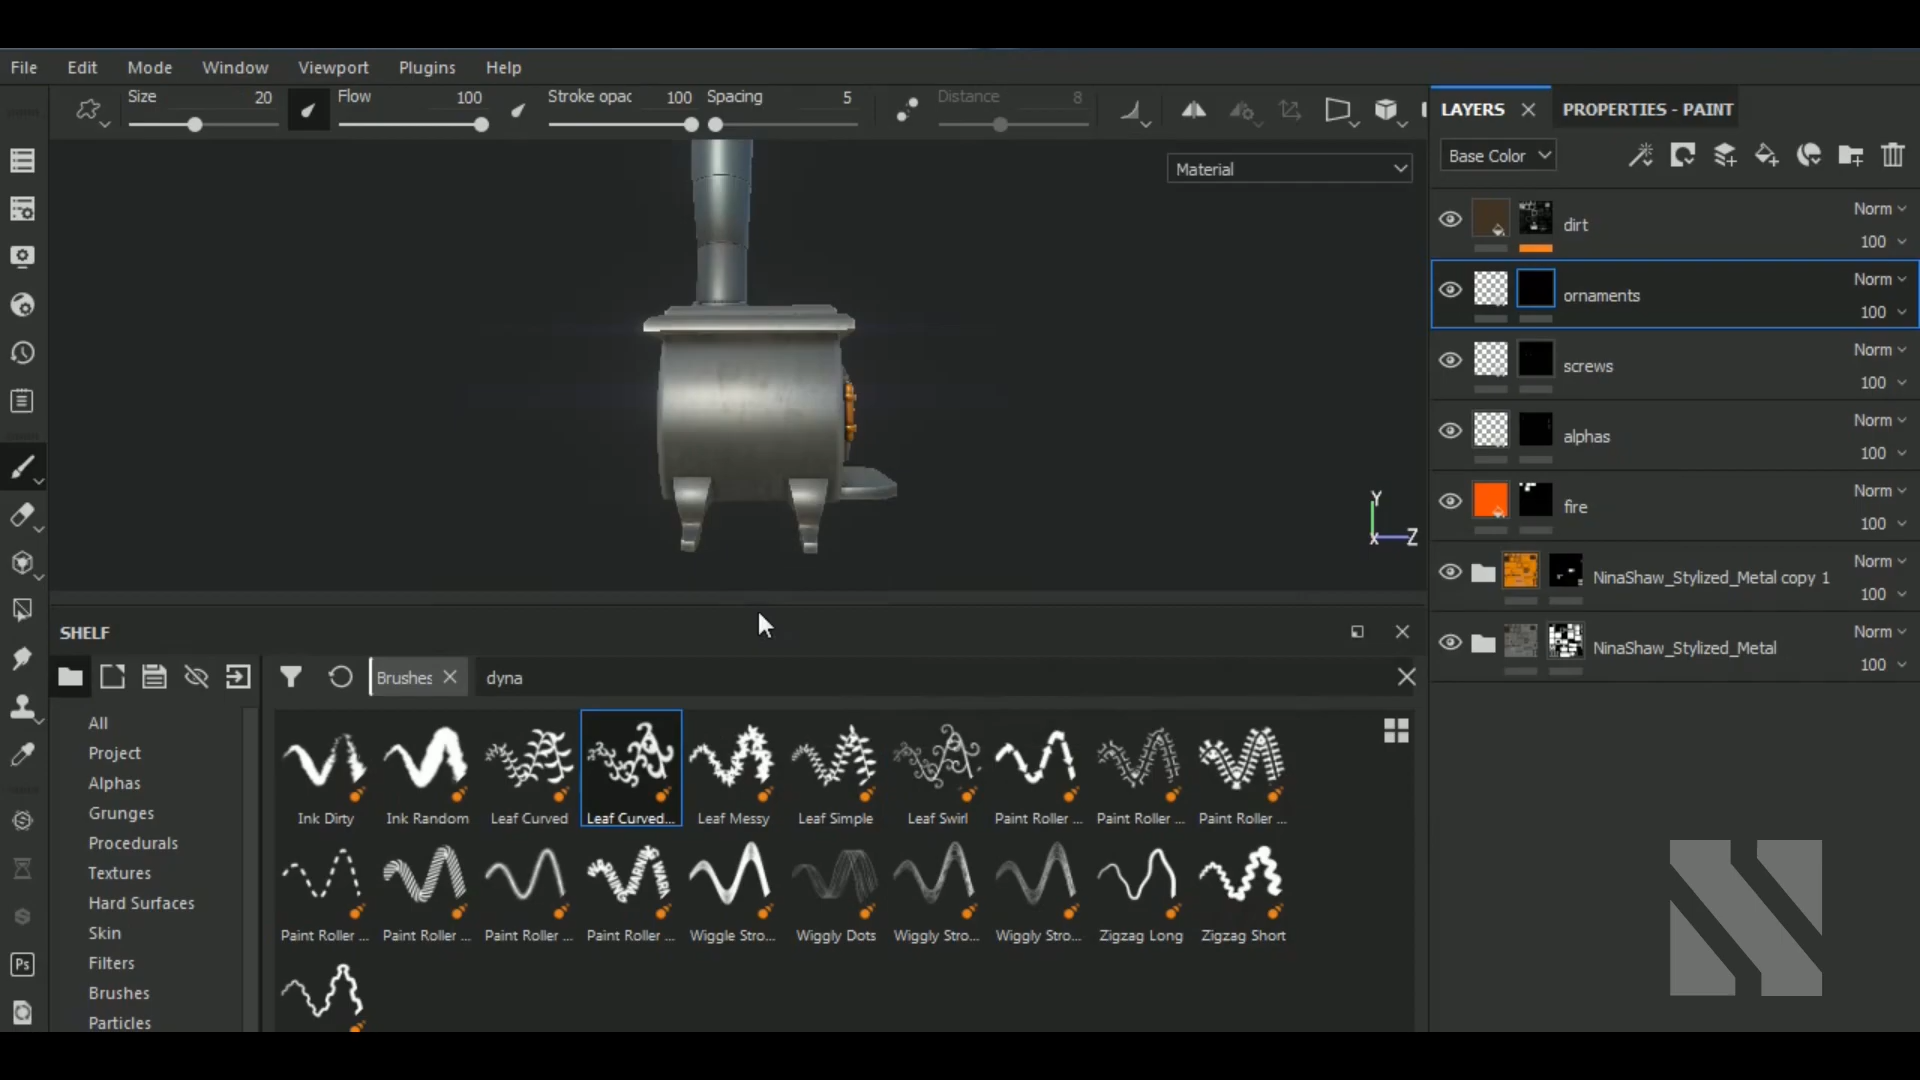 File Edit Mode Window Viewport Plugins Help
Size 20 Flow 100 Stroke opac 100 Spacing 5 Distance 8
LAYERS PROPERTIES - PAINT
Base Color
Material
dirt Norm 100
ornaments Norm 100
screws Norm 100
alphas Norm 100
fire Norm 100
NinaShaw_Stylized_Metal copy 1 Norm 100
NinaShaw_Stylized_Metal Norm 100
Y
X Z
SHELF
Brushes dyna
All
Project
Alphas
Grunges
Procedurals
Textures
Hard Surfaces
Skin
Filters
Brushes
Particles
Ink Dirty Ink Random Leaf Curved Leaf Curved... Leaf Messy Leaf Simple Leaf Swirl Paint Roller ... Paint Roller ... Paint Roller ...
Paint Roller ... Paint Roller ... Paint Roller ... Paint Roller ... Wiggle Stro... Wiggly Dots Wiggly Stro... Wiggly Stro... Zigzag Long Zigzag Short
Ps